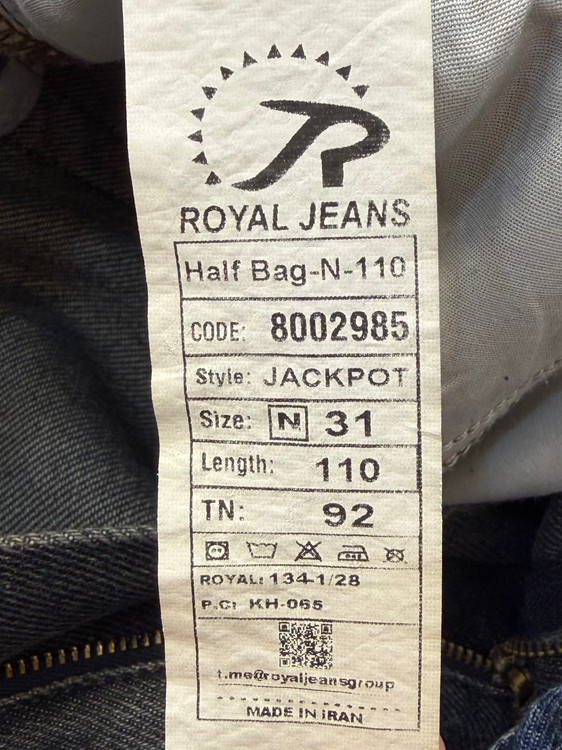 ROYAL JEANS
Half Bag-N-110
CODE: 8002985
Style: JACKPOT
Size: N 31
Length: 110
TN: 92
ROYAL: 134-1/28
P.C: KH-065
t.me@royaljeansgroup
MADE IN IRAN